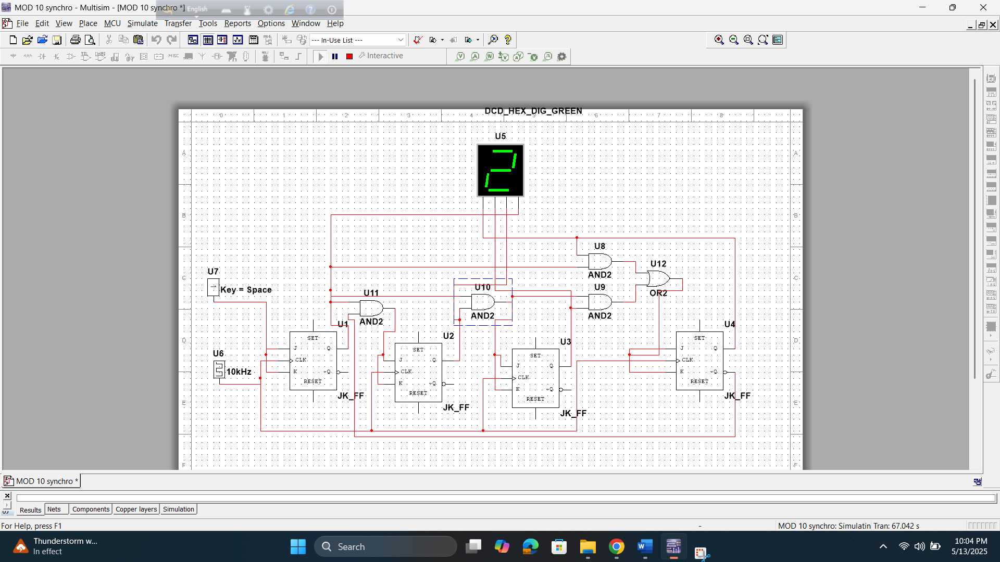 MOD 10 synchro - Multisim - [MOD 10 synchro *]
English
File Edit View Place MCU Simulate Transfer Tools Reports Options Window Help
--- In-Use List ---
MISC
Interactive
DCD_HEX_DIG_GREEN
0 1 2 3 4 5 6 7 8
U5
A A
B B
U8
AND2
U12
OR2
C C
U7
Key = Space
U11
AND2
U10
AND2
U9
AND2
D D
U1
SET
J Q
CLK
K ~Q
RESET
JK_FF
U2
SET
J Q
CLK
K ~Q
RESET
JK_FF
U3
SET
J Q
CLK
K ~Q
RESET
JK_FF
U4
SET
J Q
CLK
K ~Q
RESET
JK_FF
U6
10kHz
E E
F F
MOD 10 synchro *
Results Nets Components Copper layers Simulation
For Help, press F1
-
MOD 10 synchro: Simulatin Tran: 67.042 s
Thunderstorm w...
In effect
Search
10:04 PM
5/13/2025